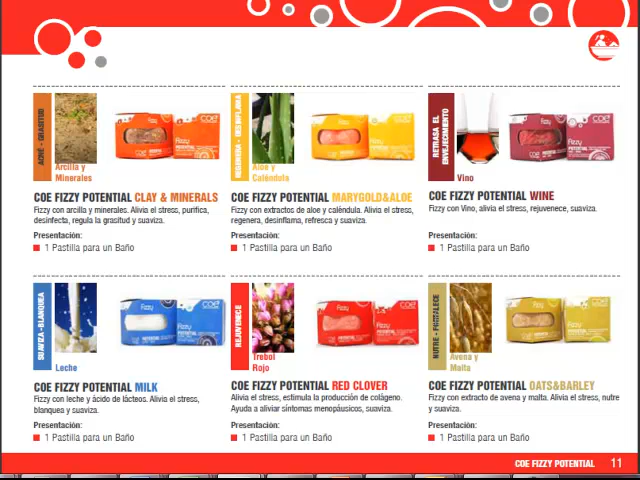 ACNE - GRASITUD
Arcilla y
Minerales
COE FIZZY POTENTIAL CLAY & MINERALS
Fizzy con arcilla y minerales. Alivia el stress, purifica,
desinfecta, regula la grasitud y suaviza.
Presentación:
1 Pastilla para un Baño
REGENERA - DESINFLAMA
Aloe y
Caléndula
COE FIZZY POTENTIAL MARYGOLD&ALOE
Fizzy con extractos de aloe y caléndula. Alivia el stress,
regenera, desinflama, refresca y suaviza.
Presentación:
1 Pastilla para un Baño
RETRASA EL
ENVEJECIMIENTO
Vino
COE FIZZY POTENTIAL WINE
Fizzy con Vino, alivia el stress, rejuvenece, suaviza.
Presentación:
1 Pastilla para un Baño
SUAVIZA-BLANQUEA
Leche
COE FIZZY POTENTIAL MILK
Fizzy con leche y ácido de lácteos. Alivia el stress,
blanquea y suaviza.
Presentación:
1 Pastilla para un Baño
REJUVENECE
Trebol
Rojo
COE FIZZY POTENTIAL RED CLOVER
Alivia el stress, estimula la producción de colágeno.
Ayuda a aliviar síntomas menopáusicos, suaviza.
Presentación:
1 Pastilla para un Baño
NUTRE - FORTALECE
Avena y
Malta
COE FIZZY POTENTIAL OATS&BARLEY
Fizzy con extracto de avena y malta. Alivia el stress, nutre
y suaviza.
Presentación:
1 Pastilla para un Baño
COE FIZZY POTENTIAL 11